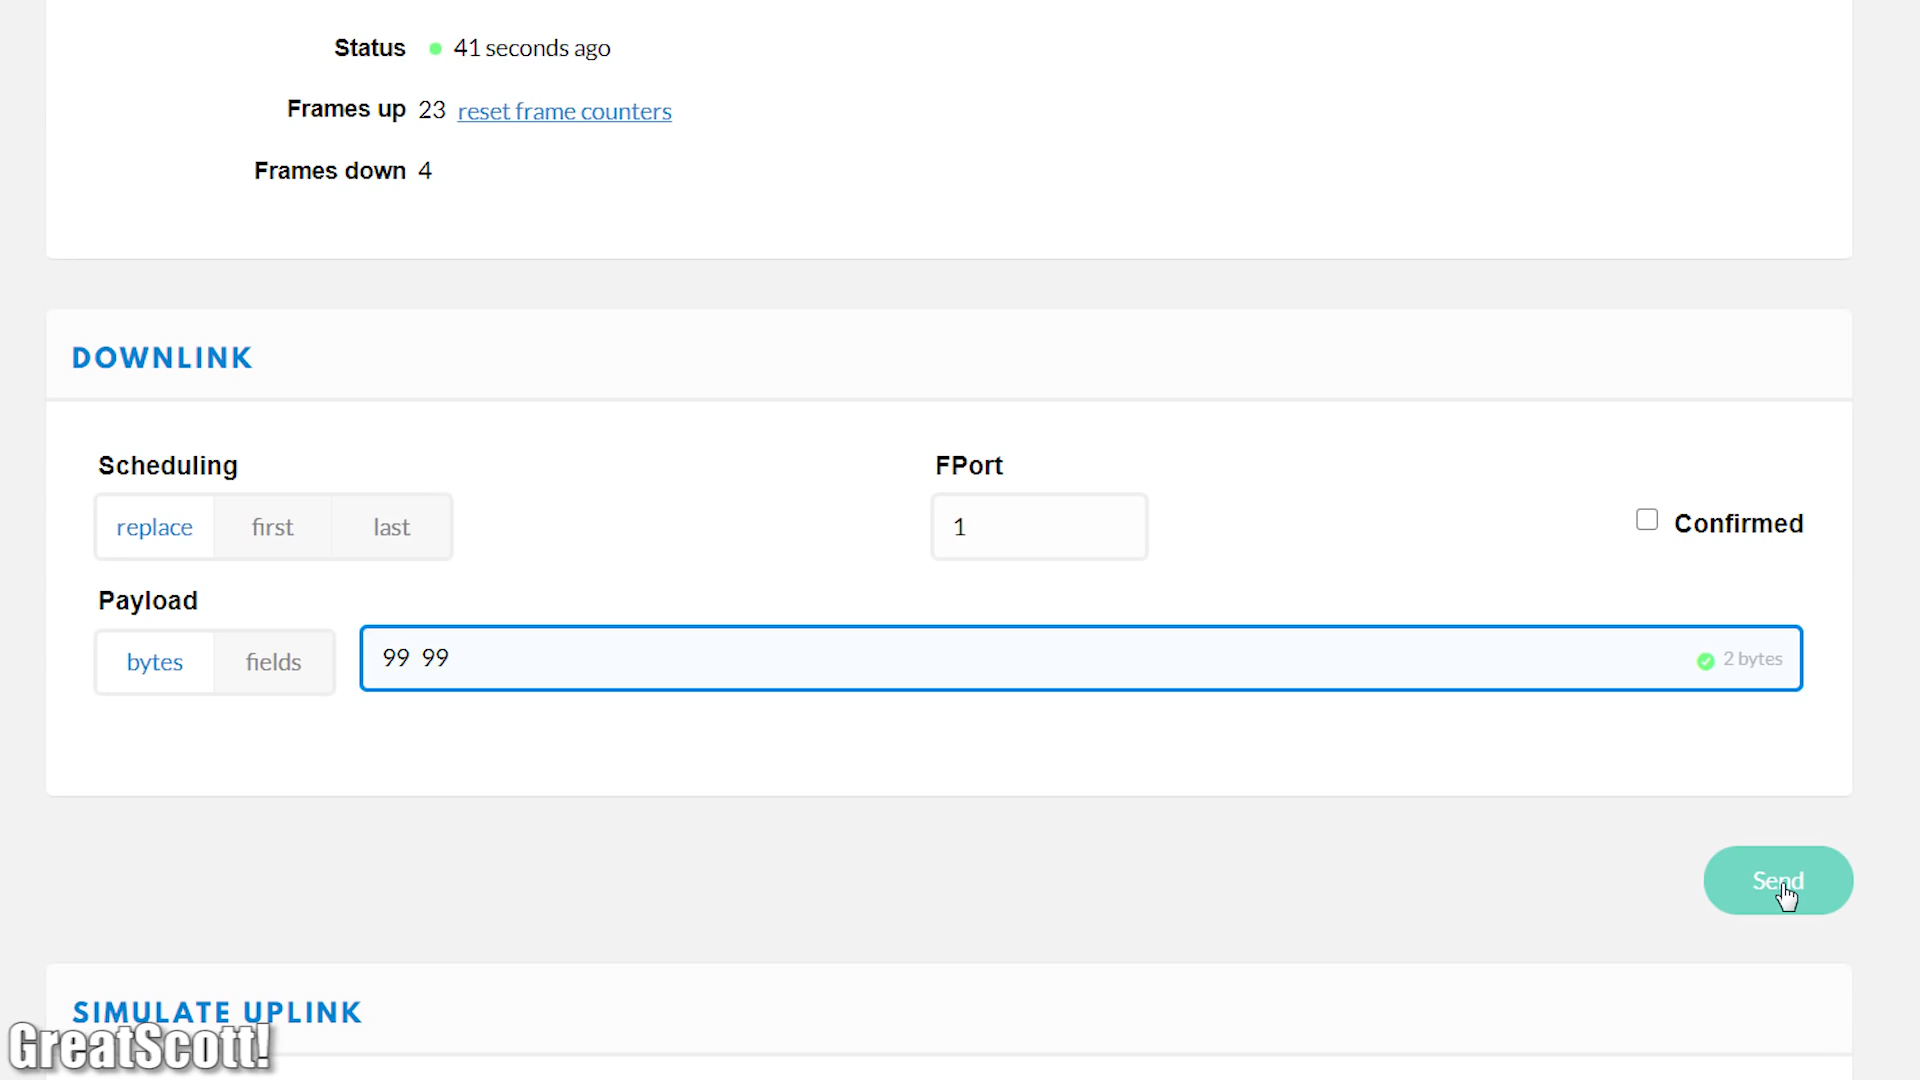 Status 41 seconds ago
Frames up 23 reset frame counters
Frames down 4
DOWNLINK
Scheduling FPort
replace first last 1 Confirmed
Payload
bytes fields 99 99 2 bytes
Send
SIMULATE UPLINK
GreatScott!